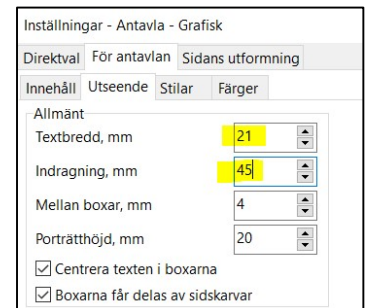 Inställningar - Antavla - Grafisk
Direktval För antavlan Sidans utformning
Innehåll Utseende Stilar Färger
Allmänt
Textbredd, mm 21
Indragning, mm 45
Mellan boxar, mm 4
Porträtthöjd, mm 20
Centrera texten i boxarna
Boxarna får delas av sidskarvar